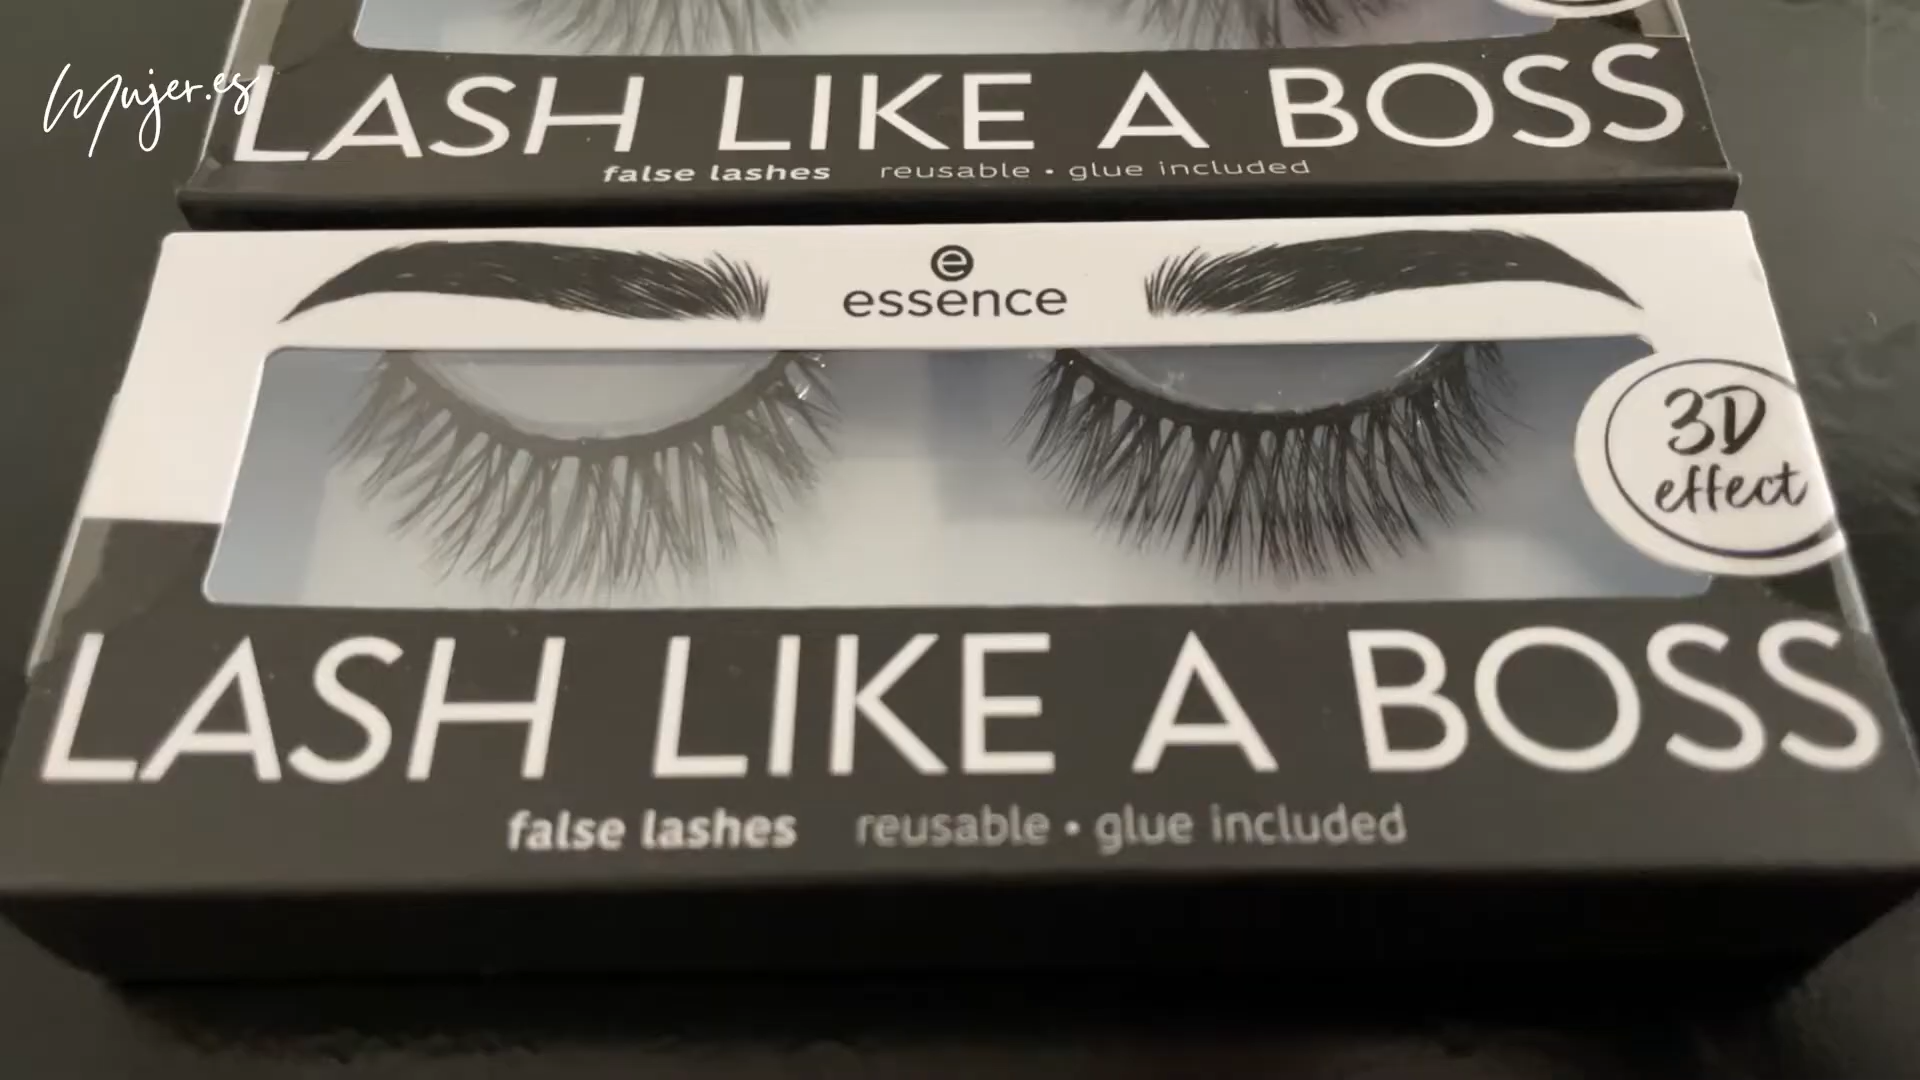 Mujer.es
LASH LIKE A BOSS
false lashes reusable • glue included
e
essence
3D
effect
LASH LIKE A BOSS
false lashes reusable • glue included